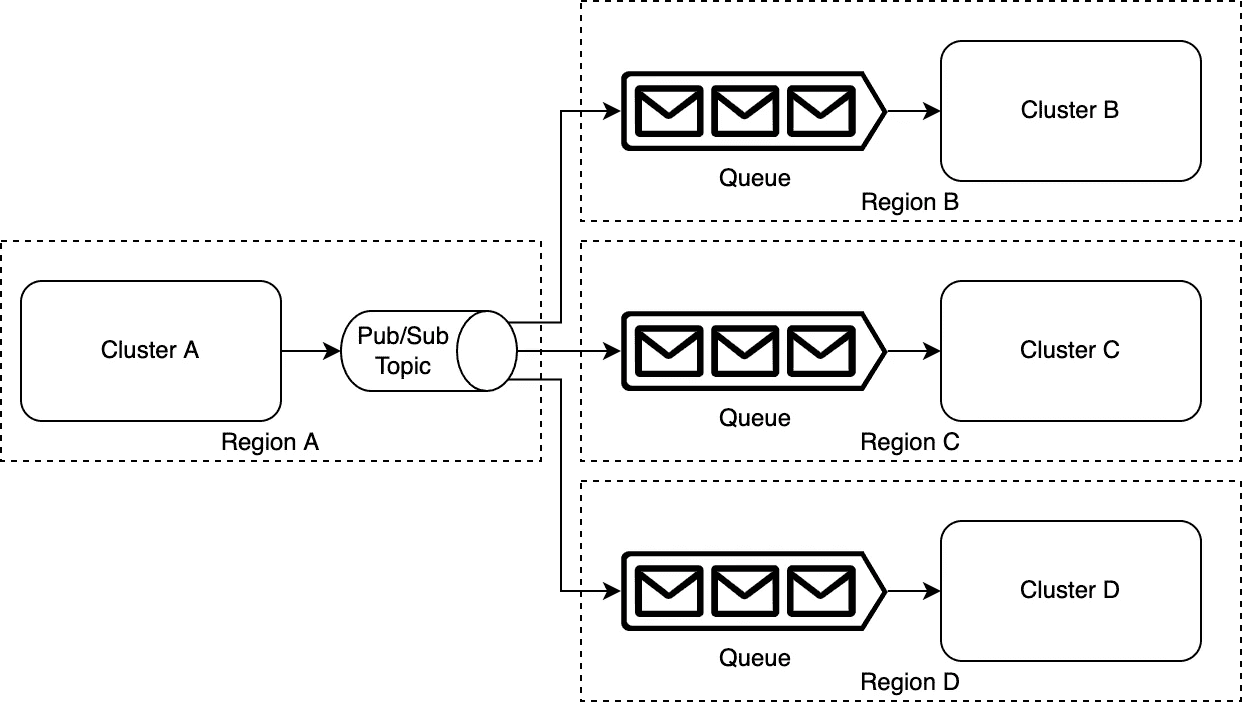 Cluster A
Pub/Sub
Topic
Region A
Queue
Cluster B
Region B
Queue
Cluster C
Region C
Queue
Cluster D
Region D